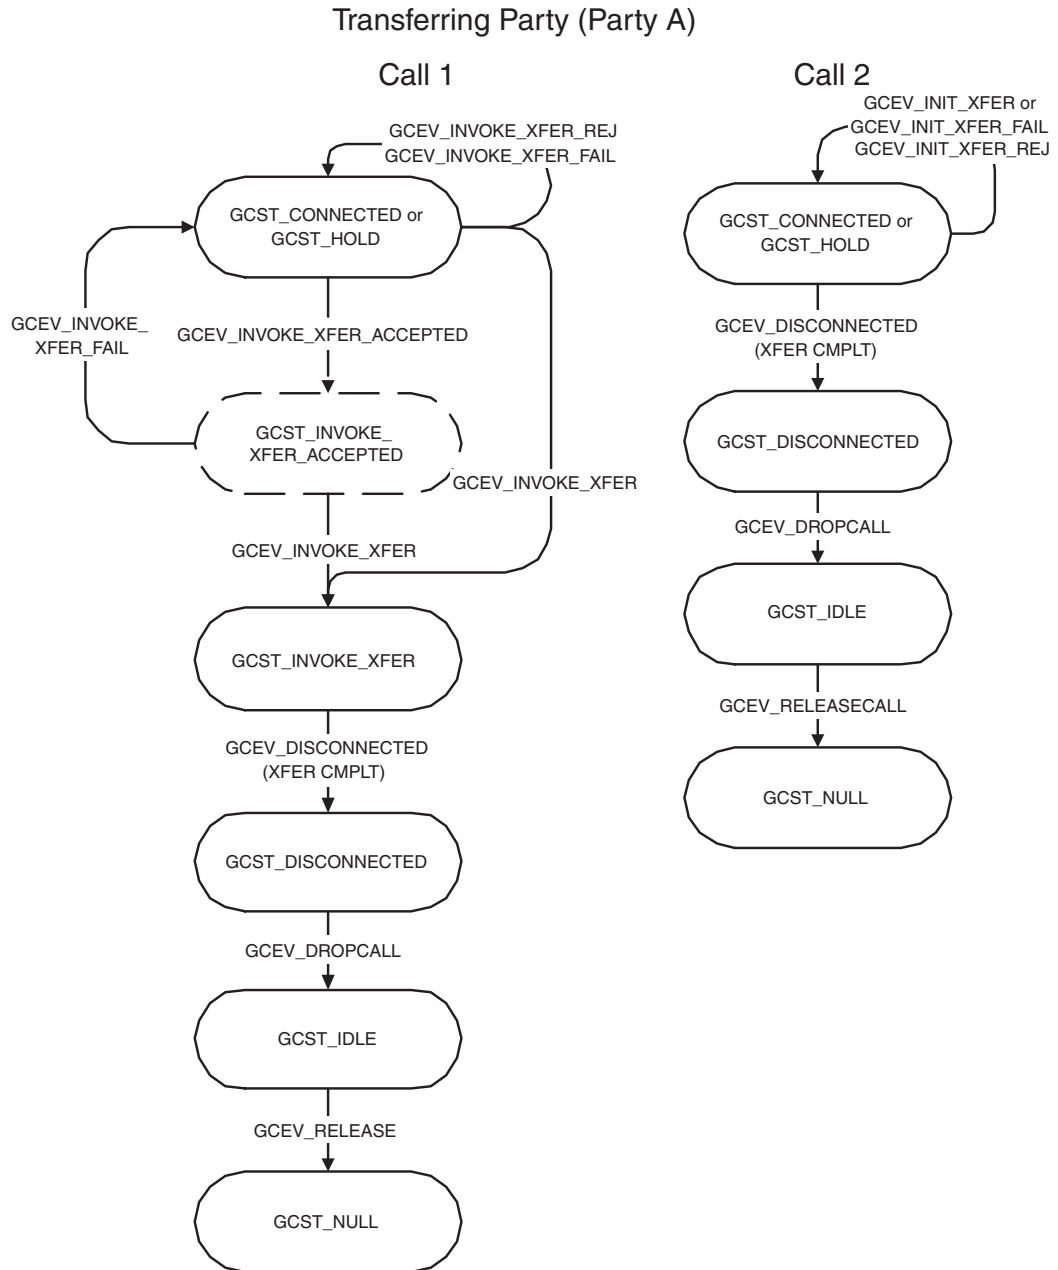 Transferring Party (Party A)
Call 1
GCEV_INVOKE_XFER_REJ
GCEV_INVOKE_XFER_FAIL
GCST_CONNECTED or
GCST_HOLD
GCEV_INVOKE_
XFER_FAIL
GCEV_INVOKE_XFER_ACCEPTED
GCST_INVOKE_
XFER_ACCEPTED
GCEV_INVOKE_XFER
GCEV_INVOKE_XFER
GCST_INVOKE_XFER
GCEV_DISCONNECTED
(XFER CMPLT)
GCST_DISCONNECTED
GCEV_DROPCALL
GCST_IDLE
GCEV_RELEASE
GCST_NULL
Call 2
GCEV_INIT_XFER or
GCEV_INIT_XFER_FAIL
GCEV_INIT_XFER_REJ
GCST_CONNECTED or
GCST_HOLD
GCEV_DISCONNECTED
(XFER CMPLT)
GCST_DISCONNECTED
GCEV_DROPCALL
GCST_IDLE
GCEV_RELEASECALL
GCST_NULL